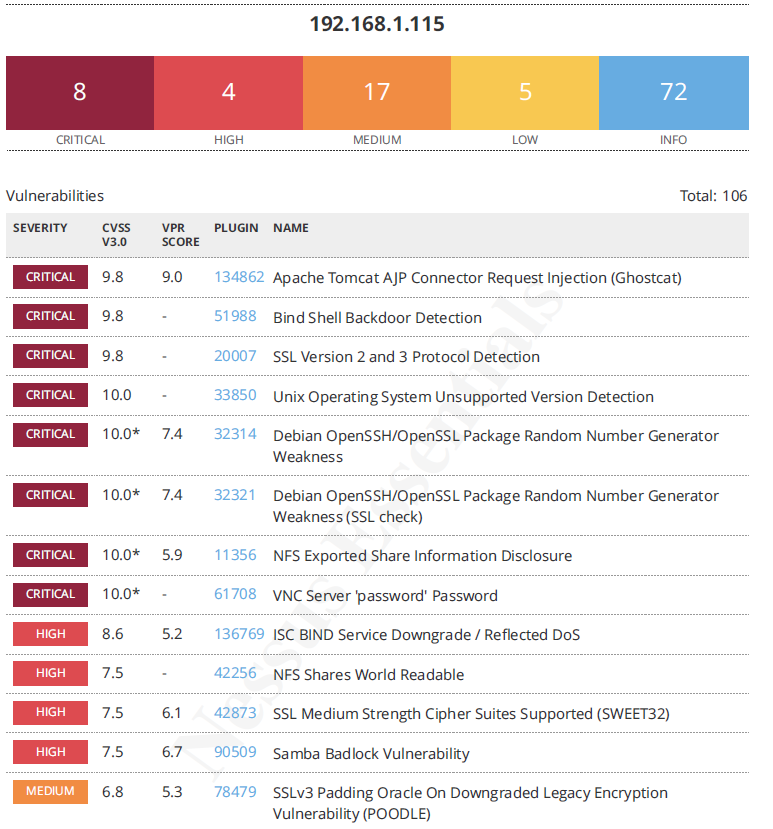 192.168.1.115
8 4 17 5 72
CRITICAL HIGH MEDIUM LOW INFO
Vulnerabilities Total: 106
SEVERITY CVSS V3.0 VPR SCORE PLUGIN NAME
CRITICAL 9.8 9.0 134862 Apache Tomcat AJP Connector Request Injection (Ghostcat)
CRITICAL 9.8 - 51988 Bind Shell Backdoor Detection
CRITICAL 9.8 - 20007 SSL Version 2 and 3 Protocol Detection
CRITICAL 10.0 - 33850 Unix Operating System Unsupported Version Detection
CRITICAL 10.0* 7.4 32314 Debian OpenSSH/OpenSSL Package Random Number Generator
Weakness
CRITICAL 10.0* 7.4 32321 Debian OpenSSH/OpenSSL Package Random Number Generator
Weakness (SSL check)
CRITICAL 10.0* 5.9 11356 NFS Exported Share Information Disclosure
CRITICAL 10.0* - 61708 VNC Server 'password' Password
HIGH 8.6 5.2 136769 ISC BIND Service Downgrade / Reflected DoS
HIGH 7.5 - 42256 NFS Shares World Readable
HIGH 7.5 6.1 42873 SSL Medium Strength Cipher Suites Supported (SWEET32)
HIGH 7.5 6.7 90509 Samba Badlock Vulnerability
MEDIUM 6.8 5.3 78479 SSLv3 Padding Oracle On Downgraded Legacy Encryption
Vulnerability (POODLE)
Nessus Essentials